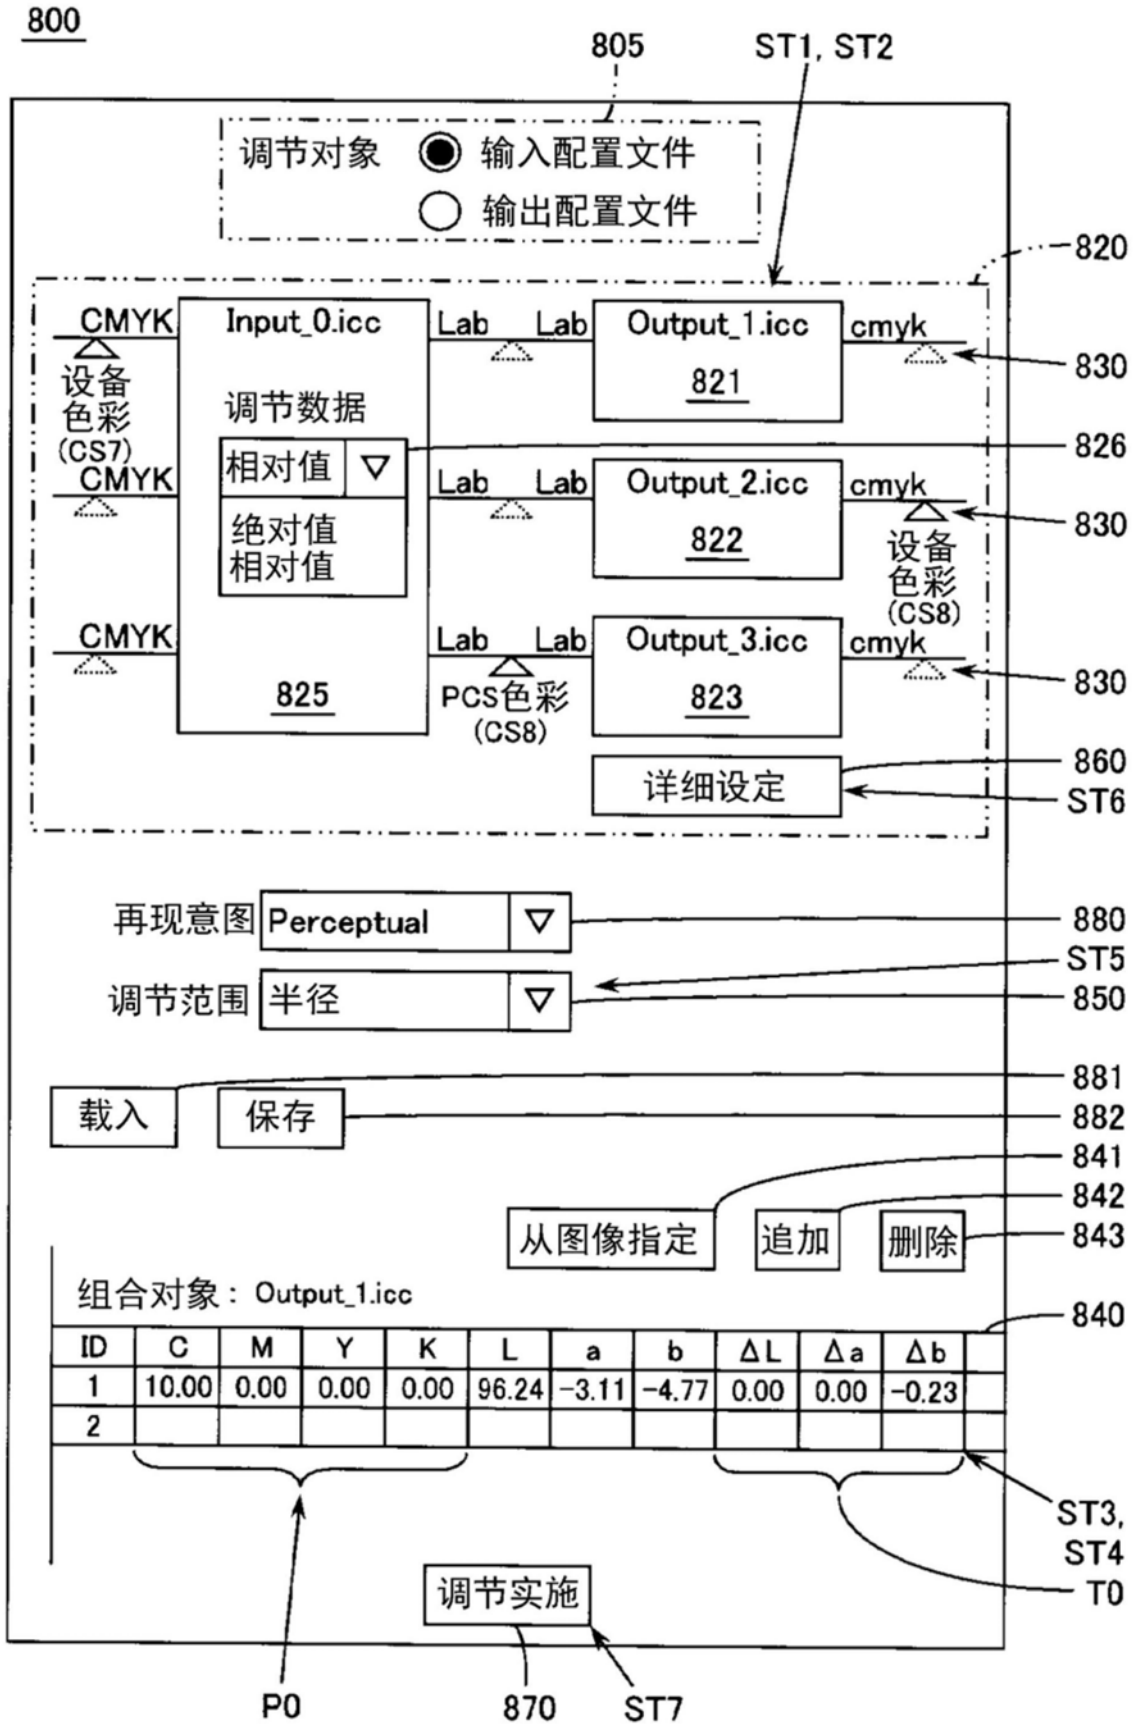 800
805
ST1, ST2
调节对象 输入配置文件
输出配置文件
820
CMYK Input_0.icc Lab Lab Output_1.icc cmyk
821
830
设备
色彩
(CS7)
调节数据
相对值
826
绝对值
相对值
CMYK Lab Lab Output_2.icc cmyk
822
830
设备
色彩
(CS8)
CMYK Lab Lab Output_3.icc cmyk
825
PCS色彩
(CS8)
823
830
详细设定
860
ST6
再现意图 Perceptual
880
ST5
调节范围 半径
850
载入 保存
881
882
841
842
从图像指定 追加 删除
843
组合对象：Output_1.icc
840
ID C M Y K L a b ΔL Δa Δb
1 10.00 0.00 0.00 0.00 96.24 -3.11 -4.77 0.00 0.00 -0.23
2
ST3,
ST4
T0
调节实施
P0 870 ST7